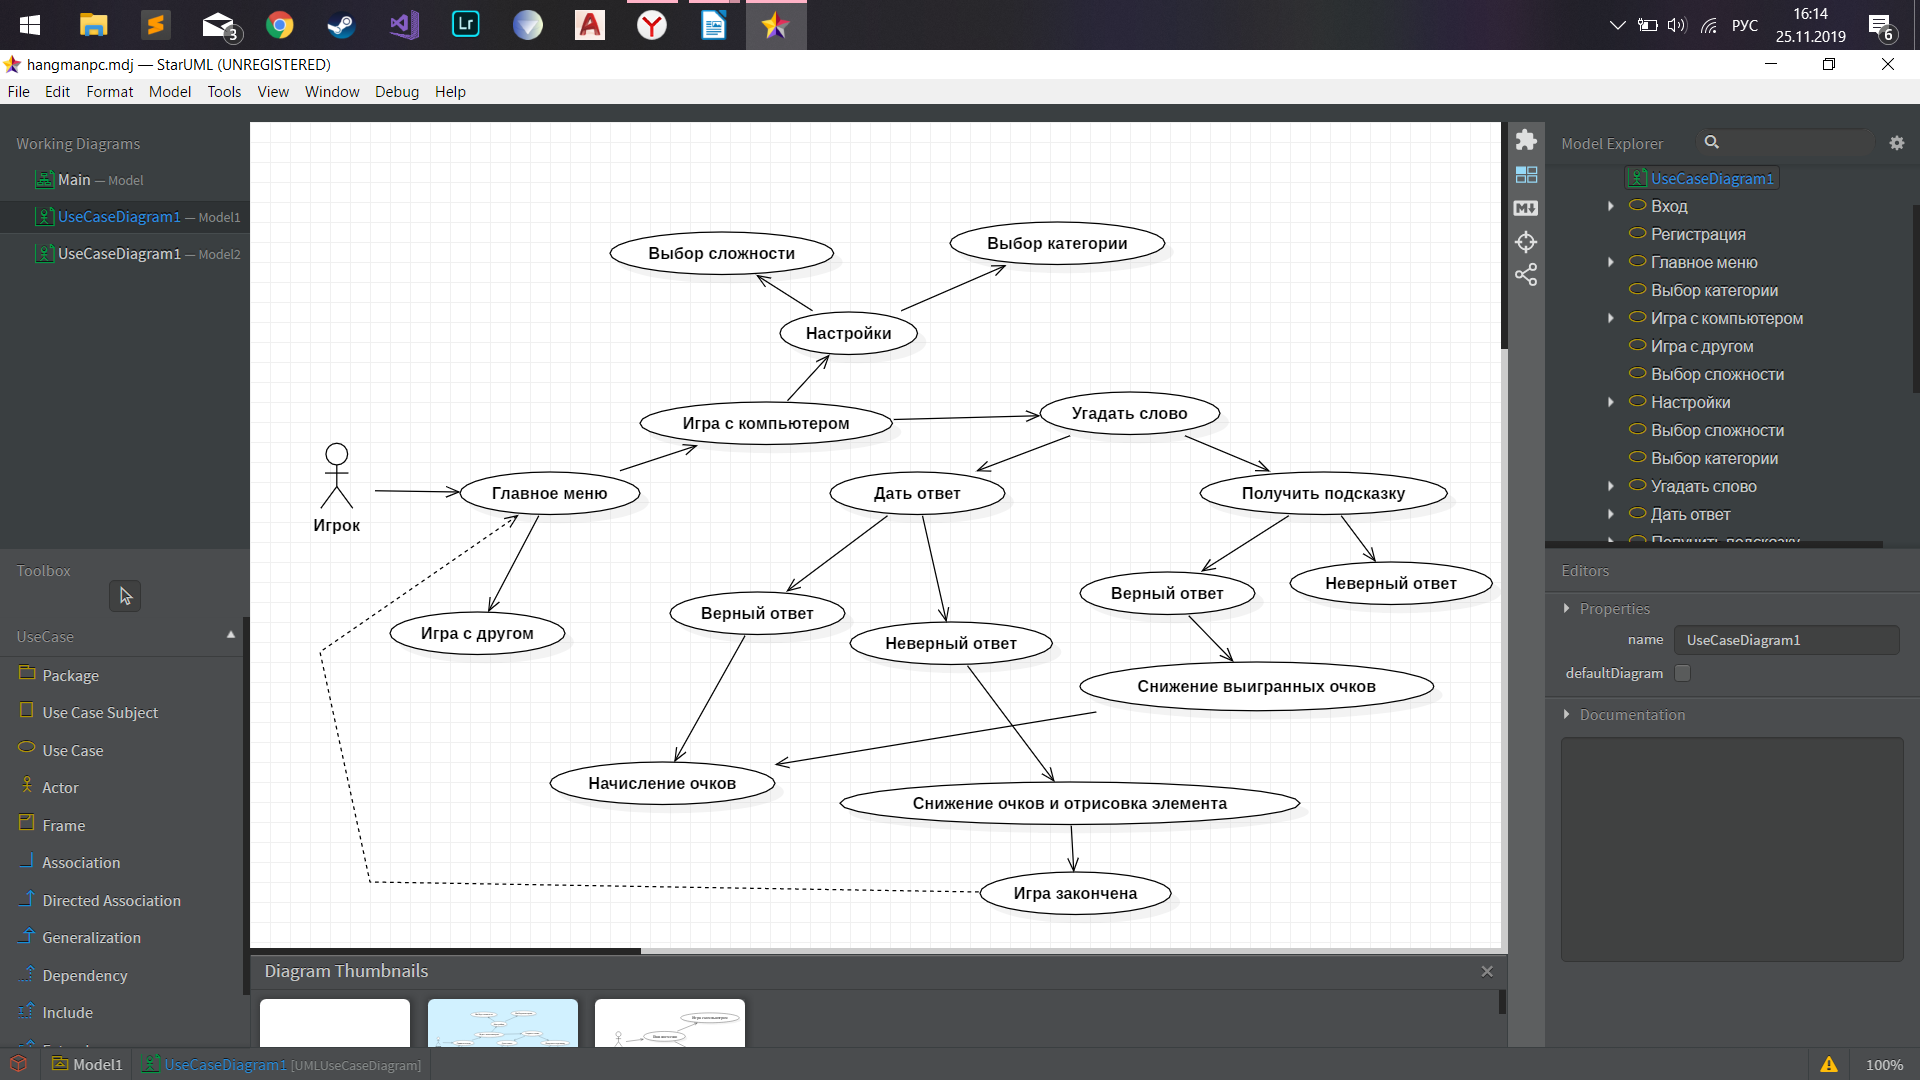 3
Lr
РУС
16:14
25.11.2019
6
hangmanpc.mdj — StarUML (UNREGISTERED)
File Edit Format Model Tools View Window Debug Help
Working Diagrams
Main — Model
UseCaseDiagram1 — Model1
UseCaseDiagram1 — Model2
Toolbox
UseCase
Package
Use Case Subject
Use Case
Actor
Frame
Association
Directed Association
Generalization
Dependency
Include
Выбор сложности
Выбор категории
Настройки
Игра с компьютером
Угадать слово
Игрок
Главное меню
Дать ответ
Получить подсказку
Игра с другом
Верный ответ
Неверный ответ
Верный ответ
Неверный ответ
Снижение выигранных очков
Начисление очков
Снижение очков и отрисовка элемента
Игра закончена
Diagram Thumbnails
Model Explorer
UseCaseDiagram1
Вход
Регистрация
Главное меню
Выбор категории
Игра с компьютером
Игра с другом
Выбор сложности
Настройки
Выбор сложности
Выбор категории
Угадать слово
Дать ответ
Получить подсказку
Editors
Properties
name UseCaseDiagram1
defaultDiagram
Documentation
Model1
UseCaseDiagram1 [UMLUseCaseDiagram]
100%